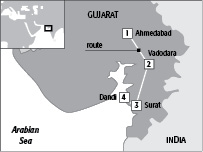 GUJARAT
1 Ahmedabad
route
Vadodara
2
Dandi 4
3 Surat
Arabian
Sea
INDIA